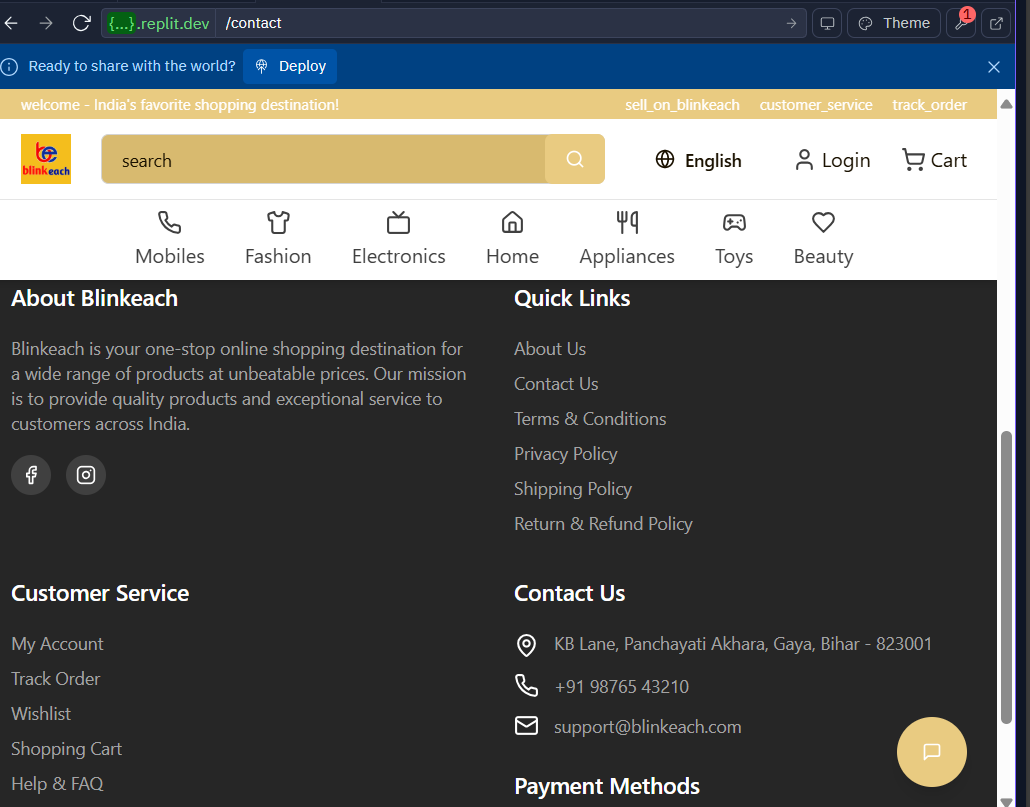 {...}.replit.dev /contact
Theme
1
Ready to share with the world? Deploy
welcome - India's favorite shopping destination! sell_on_blinkeach customer_service track_order
be
blinkeach
search
English
Login
Cart
Mobiles Fashion Electronics Home Appliances Toys Beauty
About Blinkeach
Blinkeach is your one-stop online shopping destination for
a wide range of products at unbeatable prices. Our mission
is to provide quality products and exceptional service to
customers across India.
Quick Links
About Us
Contact Us
Terms & Conditions
Privacy Policy
Shipping Policy
Return & Refund Policy
Customer Service
My Account
Track Order
Wishlist
Shopping Cart
Help & FAQ
Contact Us
KB Lane, Panchayati Akhara, Gaya, Bihar - 823001
+91 98765 43210
support@blinkeach.com
Payment Methods